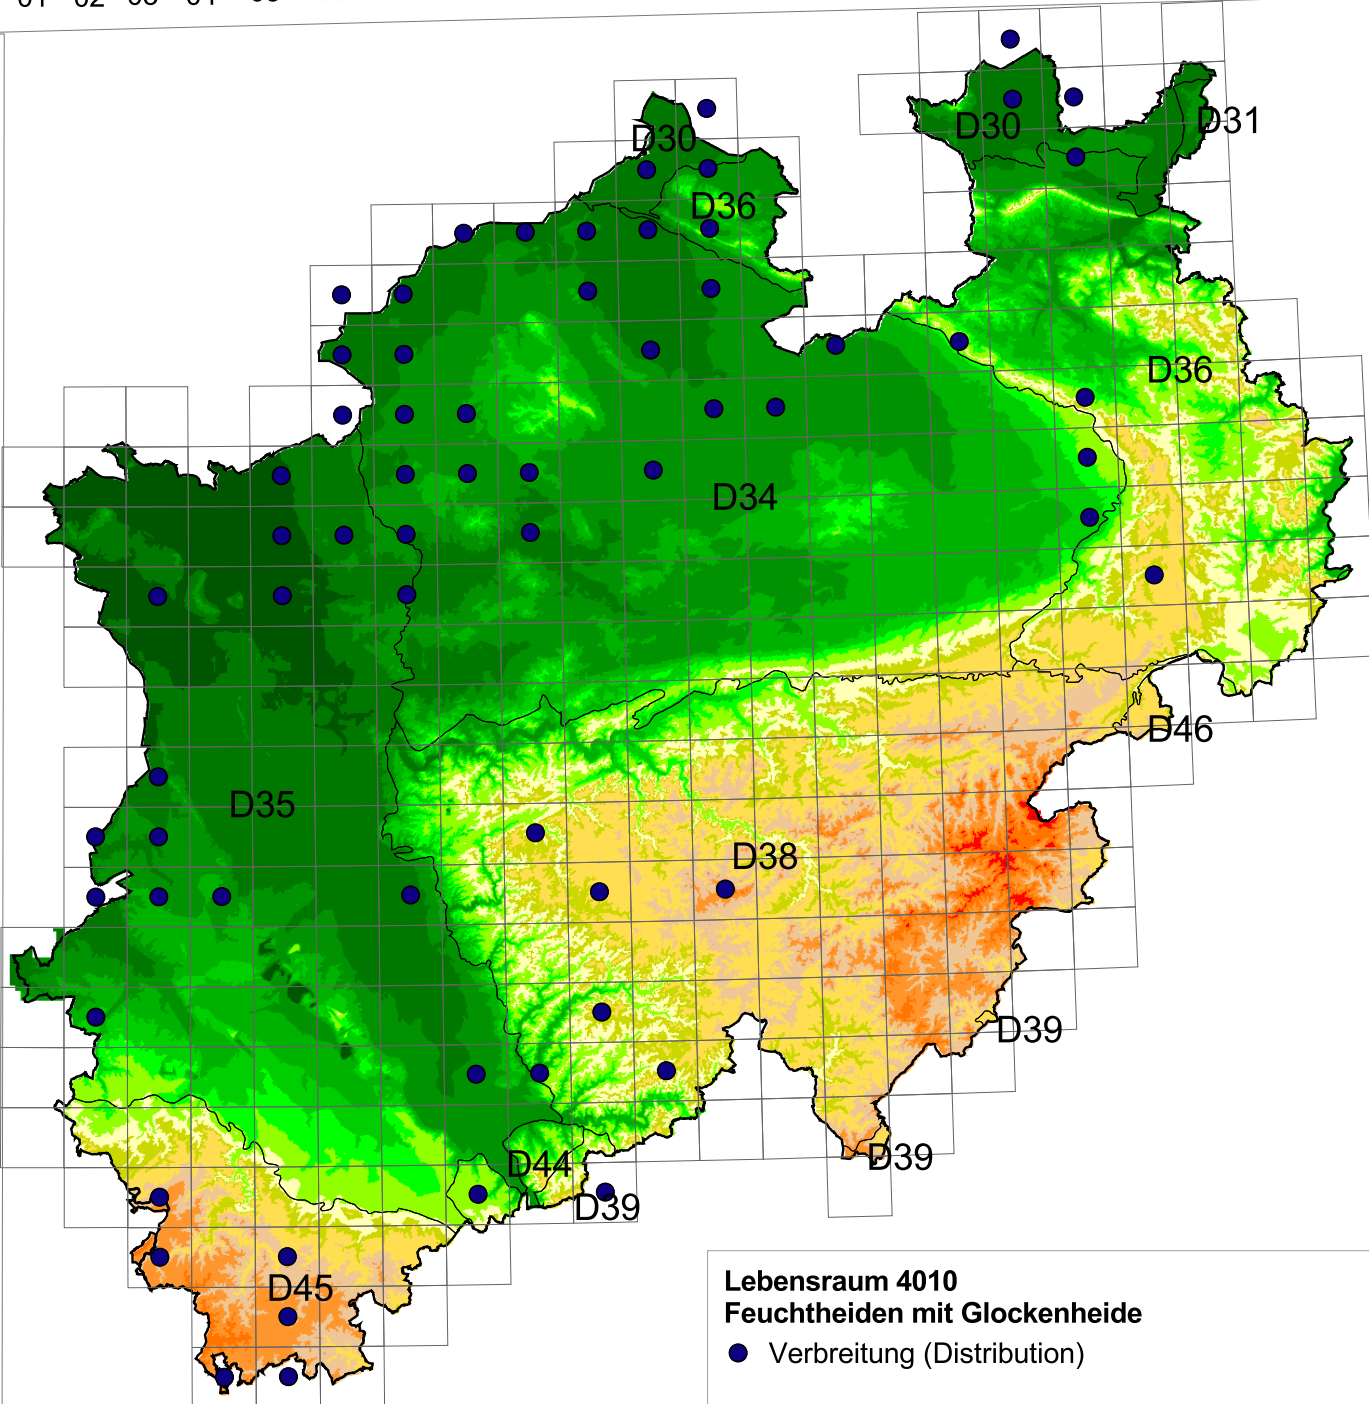 D30
D30
D31
D36
D36
D34
D46
D35
D38
D39
D39
D44
D39
D45
Lebensraum 4010
Feuchtheiden mit Glockenheide
Verbreitung (Distribution)